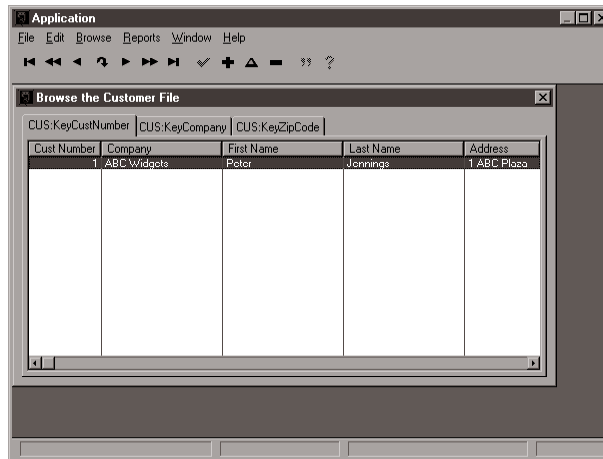 Application
File Edit Browse Reports Window Help
Browse the Customer File
CUS:KeyCustNumber CUS:KeyCompany CUS:KeyZipCode
Cust Number Company First Name Last Name Address
1 ABC Widgets Peter Jennings 1 ABC Plaza